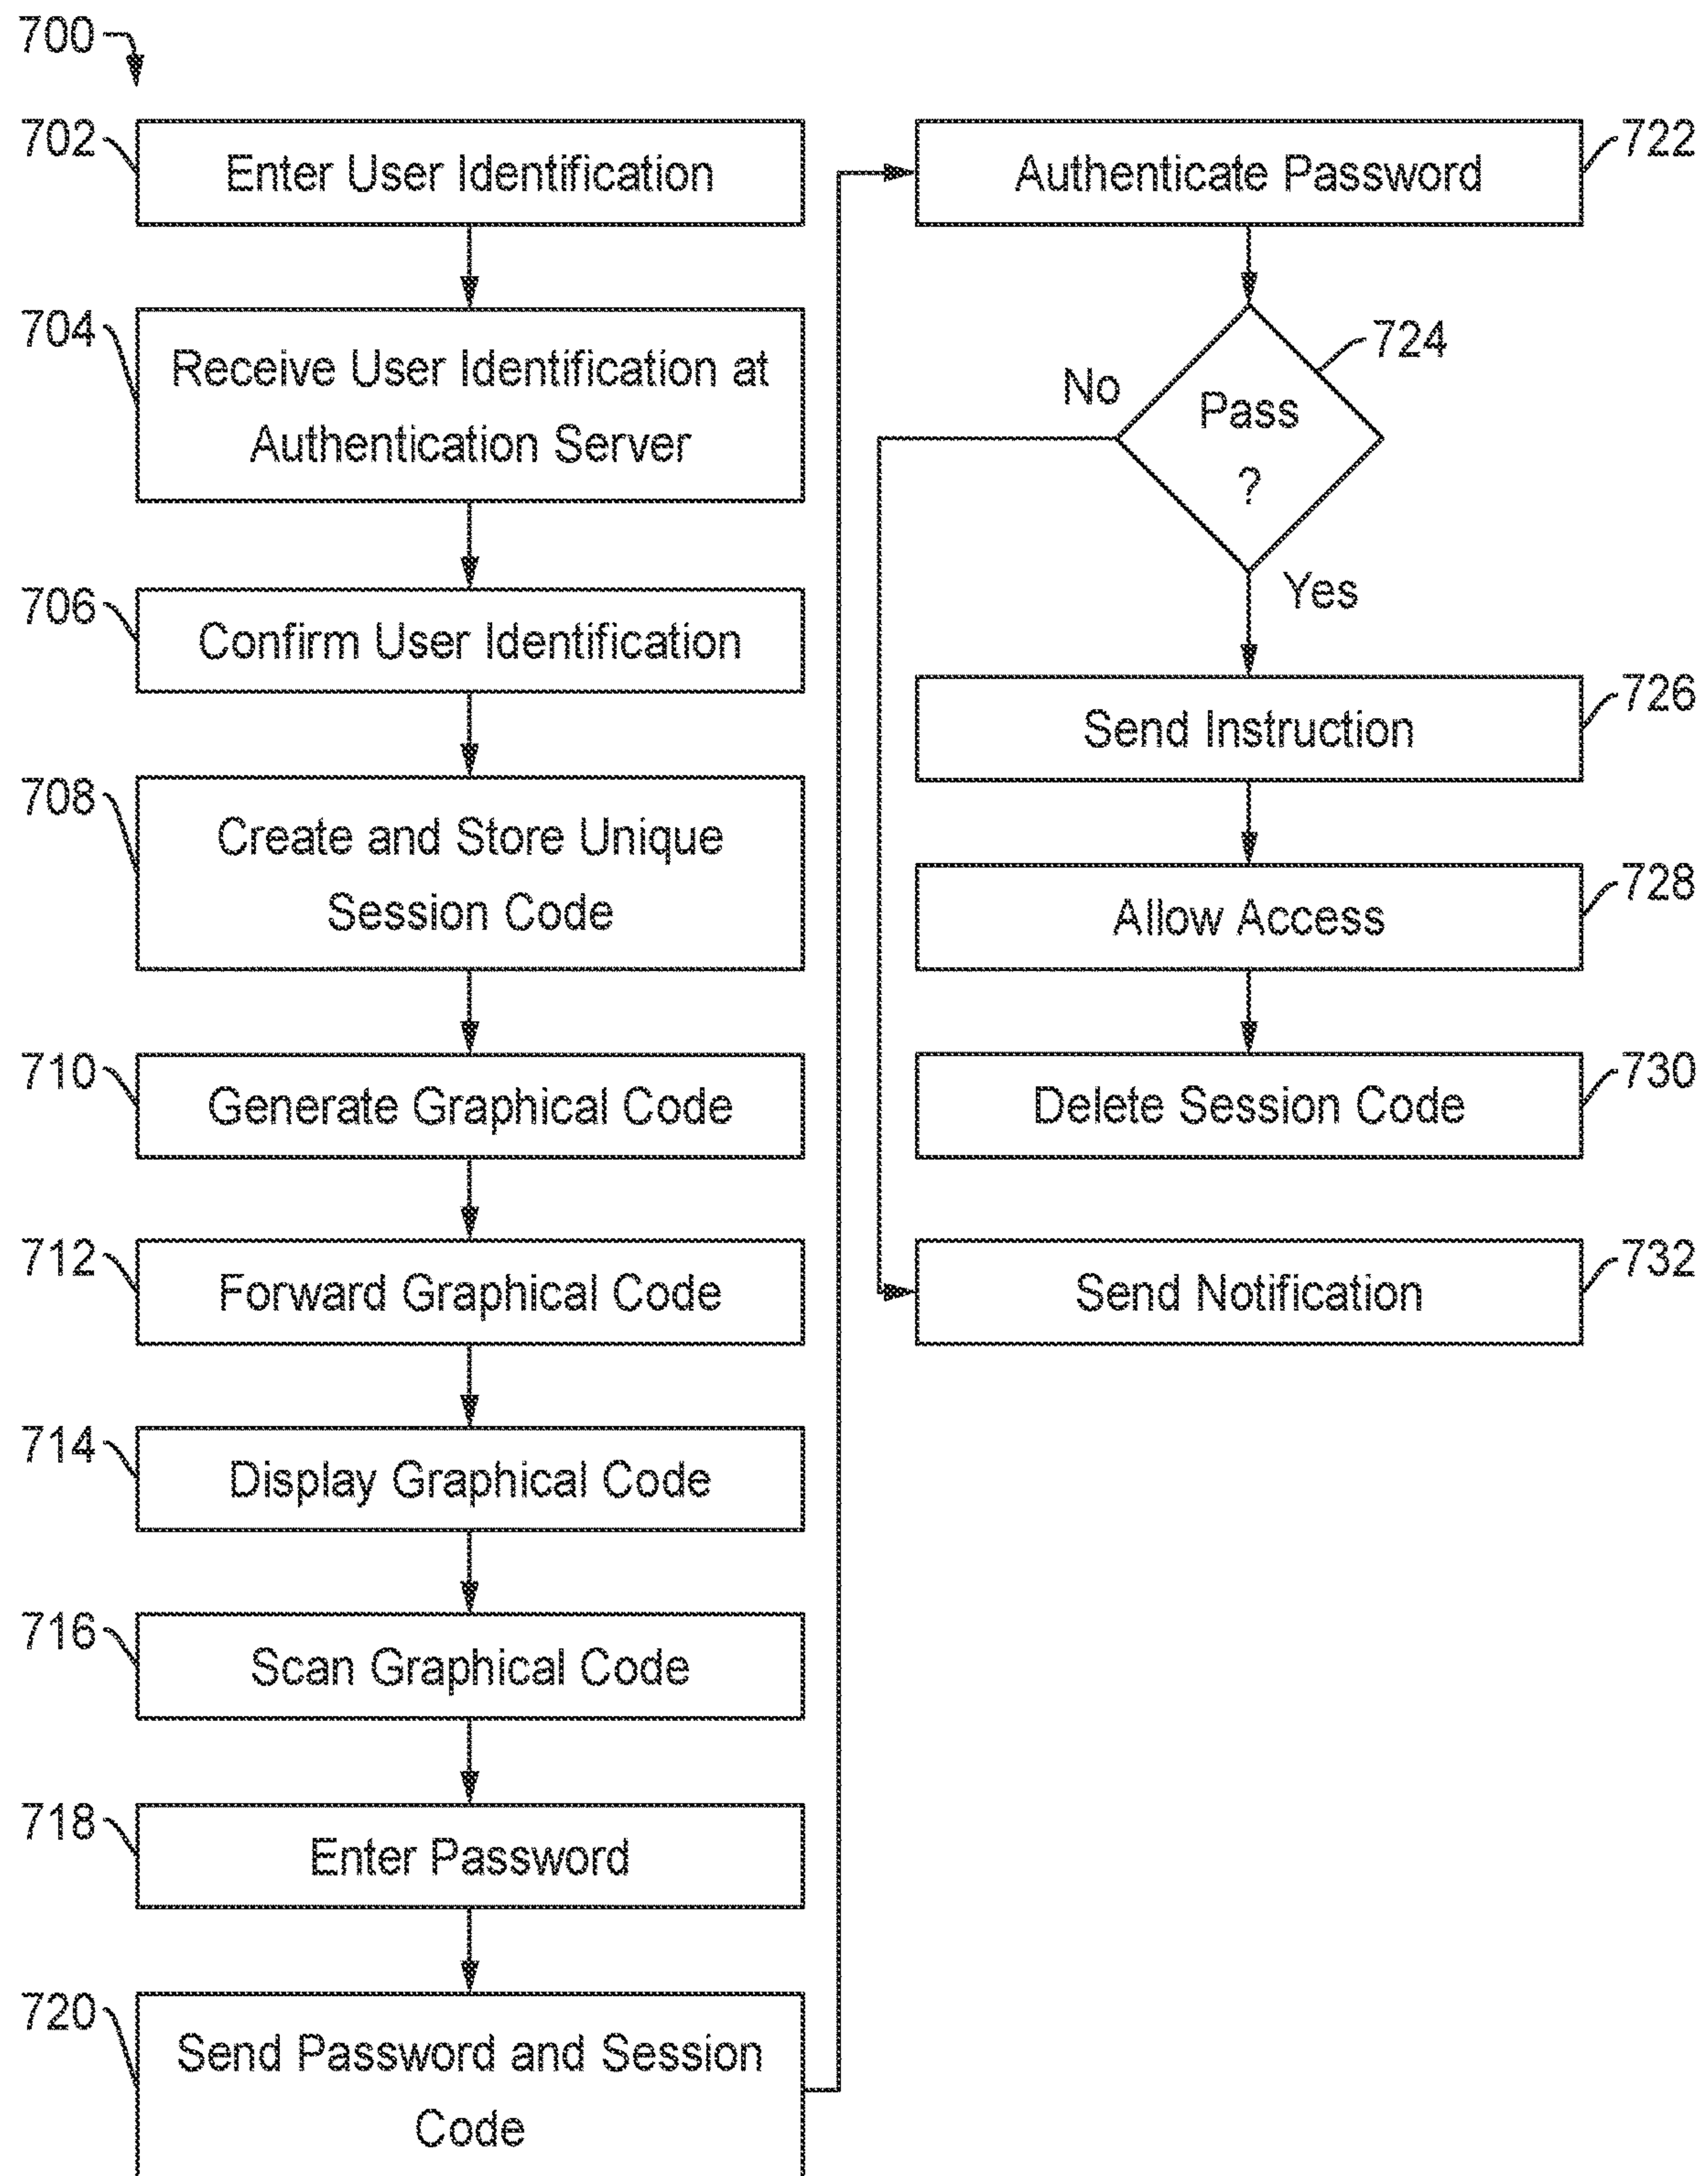 700
702
Enter User Identification
704
Receive User Identification at
Authentication Server
706
Confirm User Identification
708
Create and Store Unique
Session Code
710
Generate Graphical Code
712
Forward Graphical Code
714
Display Graphical Code
716
Scan Graphical Code
718
Enter Password
720
Send Password and Session
Code
722
Authenticate Password
724
Pass
?
No
Yes
726
Send Instruction
728
Allow Access
730
Delete Session Code
732
Send Notification